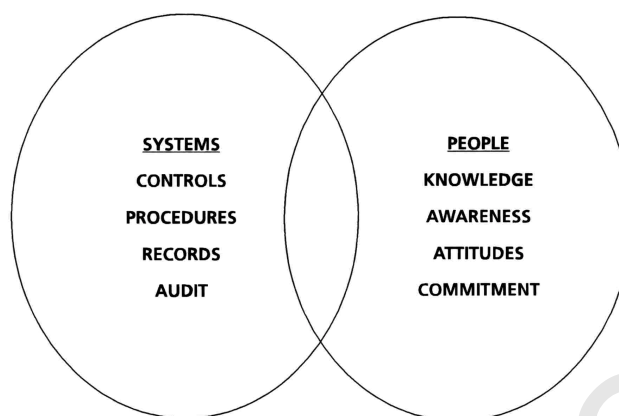 SYSTEMS
CONTROLS
PROCEDURES
RECORDS
AUDIT
PEOPLE
KNOWLEDGE
AWARENESS
ATTITUDES
COMMITMENT